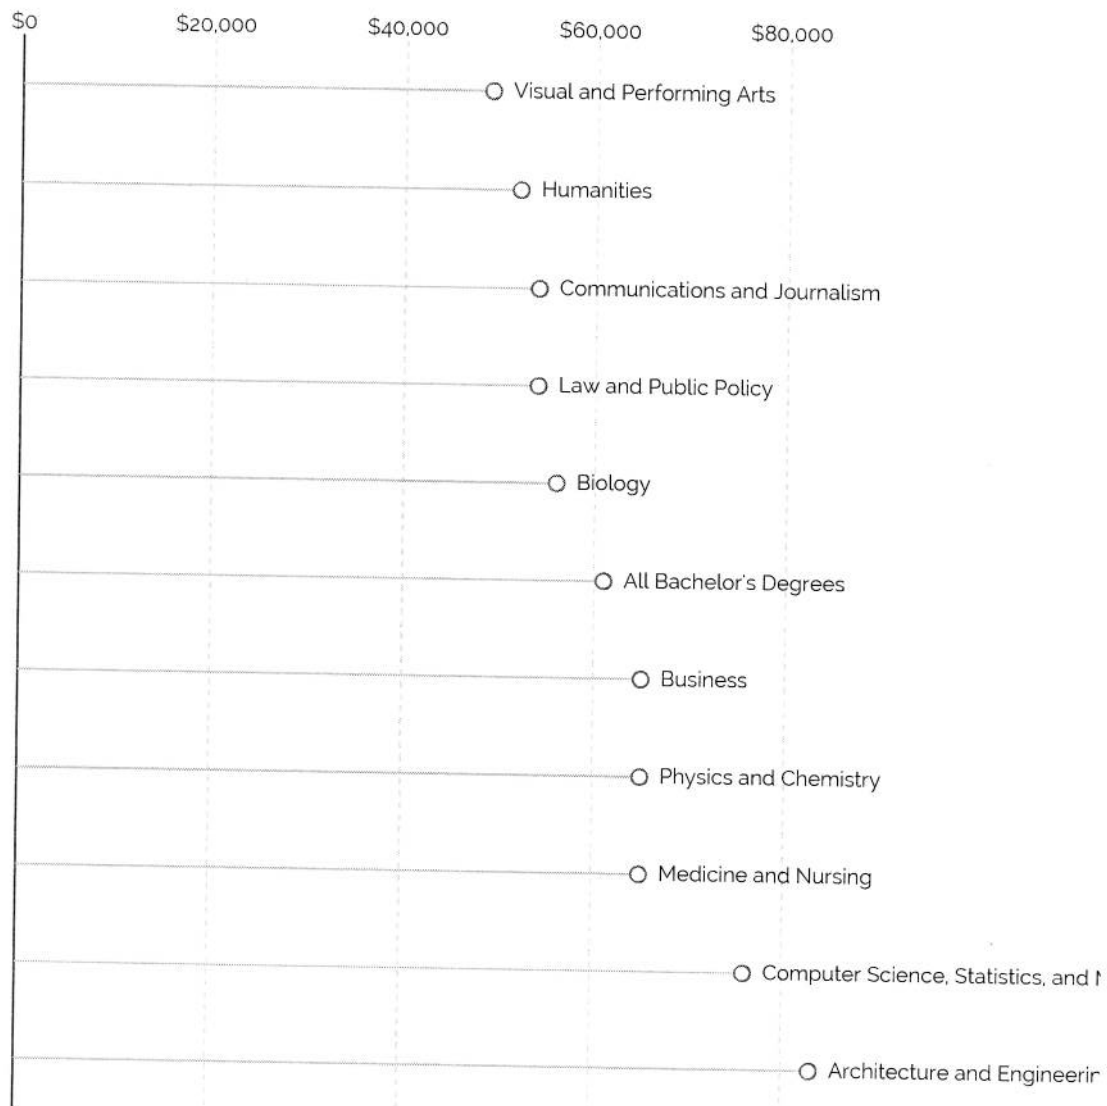 $0 $20,000 $40,000 $60,000 $80,000
Visual and Performing Arts
Humanities
Communications and Journalism
Law and Public Policy
Biology
All Bachelor's Degrees
Business
Physics and Chemistry
Medicine and Nursing
Computer Science, Statistics, and
Architecture and